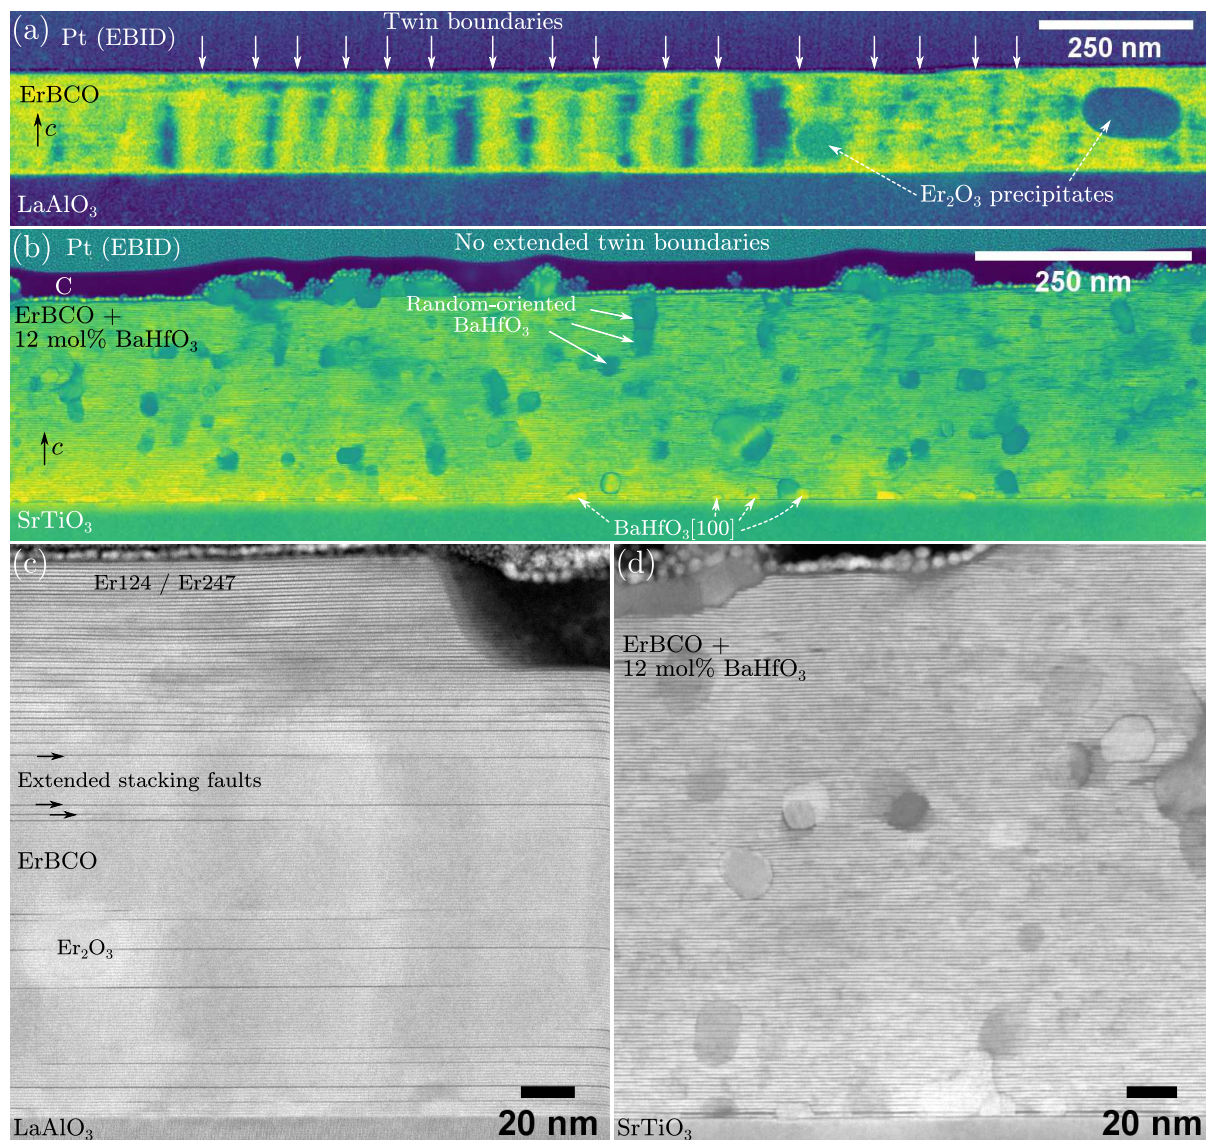 (a)
Pt (EBID)
Twin boundaries
250 nm
ErBCO
c
Er₂O₃ precipitates
LaAlO₃
(b)
Pt (EBID)
No extended twin boundaries
250 nm
C
ErBCO +
12 mol% BaHfO₃
Random-oriented
BaHfO₃
c
BaHfO₃[100]
SrTiO₃
(c)
Er124 / Er247
Extended stacking faults
ErBCO
Er₂O₃
20 nm
LaAlO₃
(d)
ErBCO +
12 mol% BaHfO₃
20 nm
SrTiO₃